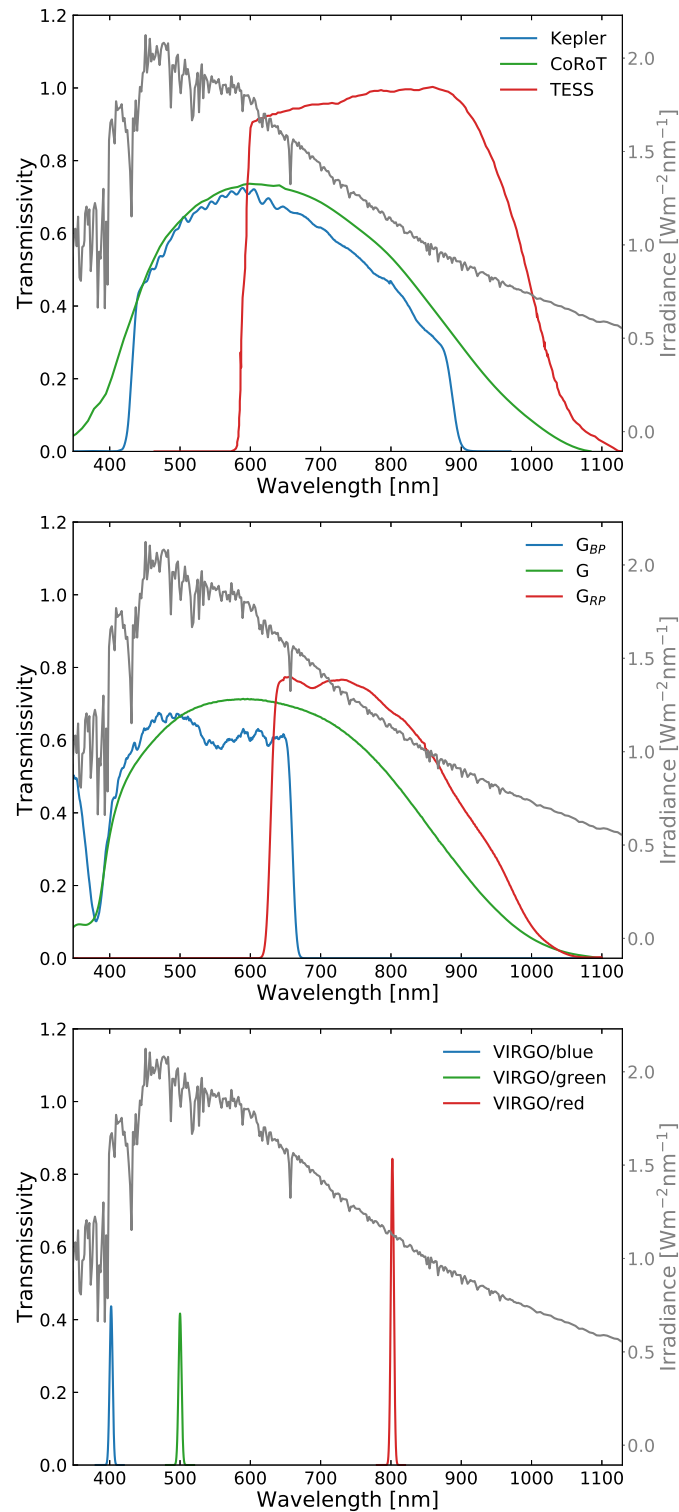 1.2
1.0
0.8
0.6
0.4
0.2
0.0
Transmissivity
Kepler
CoRoT
TESS
2.0
1.5
1.0
0.5
0.0
Irradiance [Wm⁻²nm⁻¹]
400 500 600 700 800 900 1000 1100
Wavelength [nm]
1.2
1.0
0.8
0.6
0.4
0.2
0.0
Transmissivity
G_BP
G
G_RP
2.0
1.5
1.0
0.5
0.0
Irradiance [Wm⁻²nm⁻¹]
400 500 600 700 800 900 1000 1100
Wavelength [nm]
1.2
1.0
0.8
0.6
0.4
0.2
0.0
Transmissivity
VIRGO/blue
VIRGO/green
VIRGO/red
2.0
1.5
1.0
0.5
0.0
Irradiance [Wm⁻²nm⁻¹]
400 500 600 700 800 900 1000 1100
Wavelength [nm]